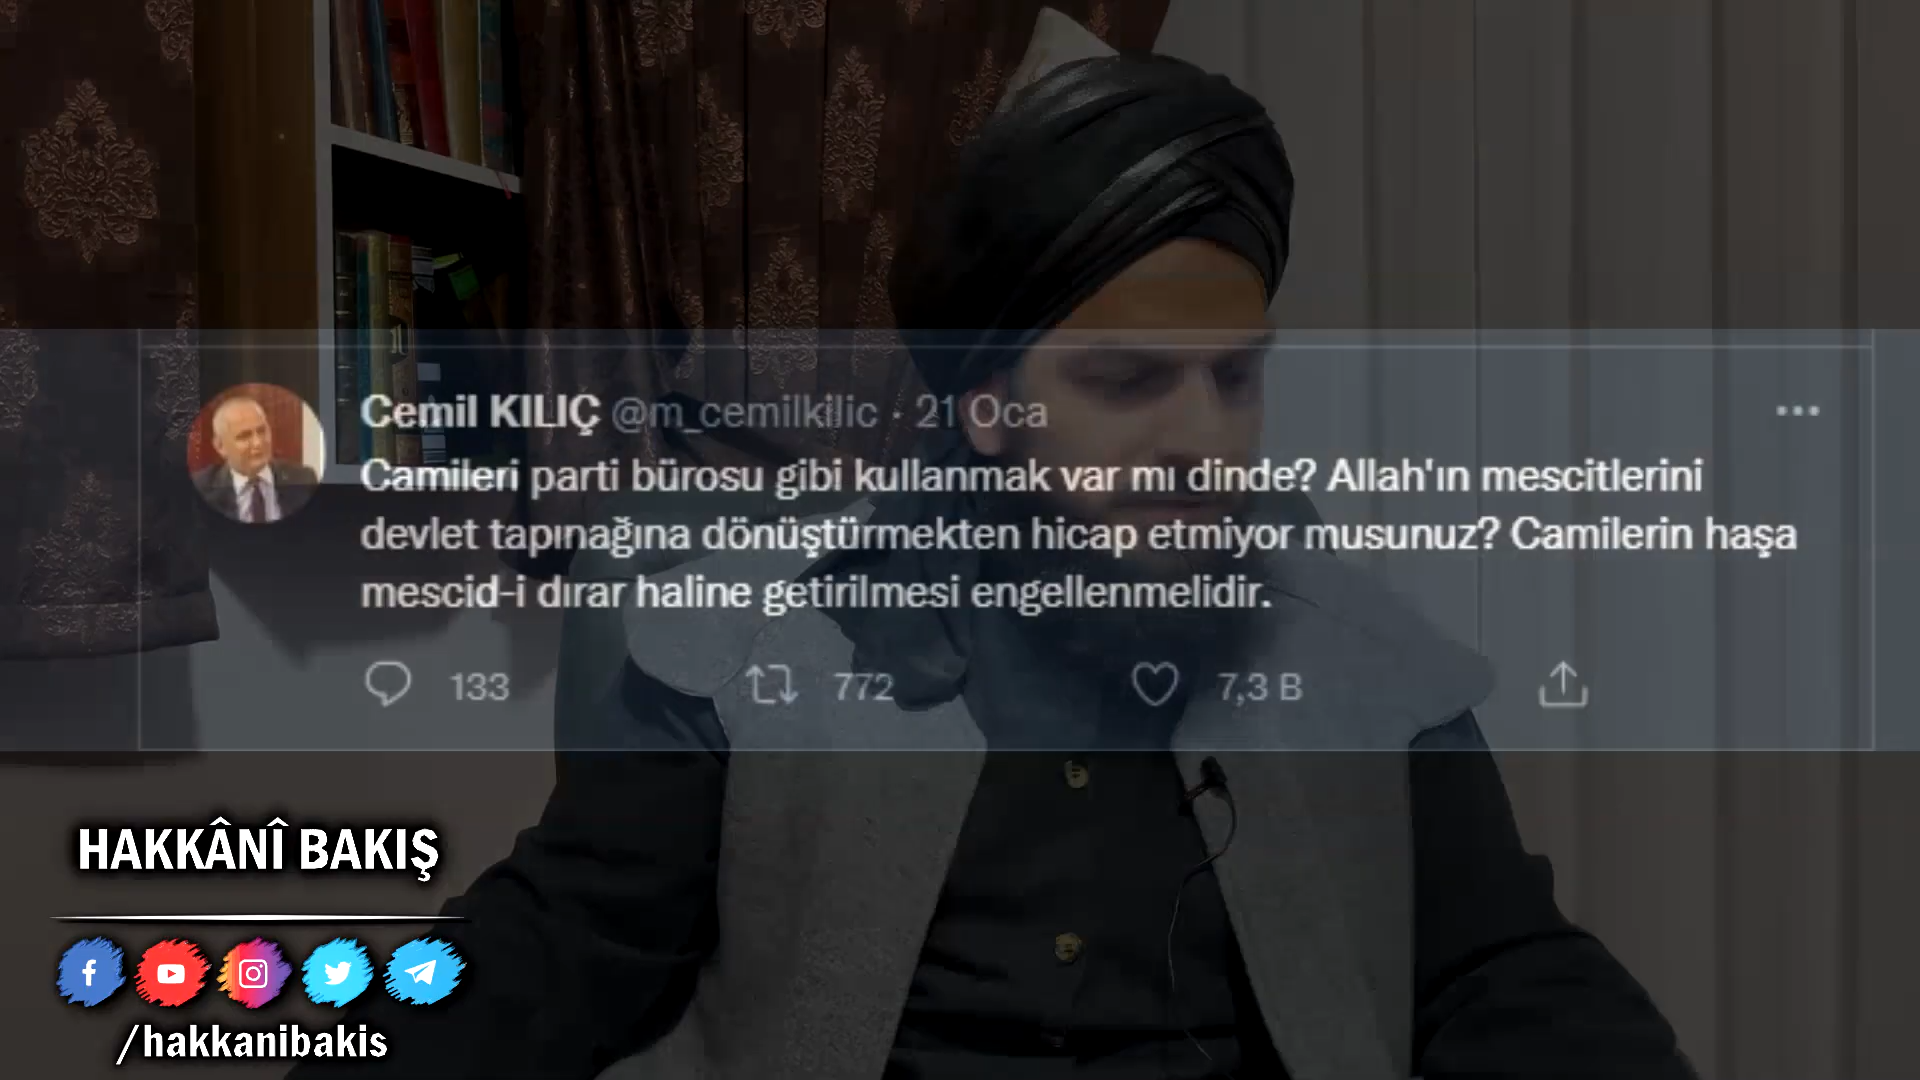 Cemil KILIÇ @m_cemilkilic · 21 Oca
Camileri parti bürosu gibi kullanmak var mı dinde? Allah'ın mescitlerini
devlet tapınağına dönüştürmekten hicap etmiyor musunuz? Camilerin haşa
mescid-i dırar haline getirilmesi engellenmelidir.
133 772 7,3 B
HAKKÂNÎ BAKIŞ
/hakkanibakis